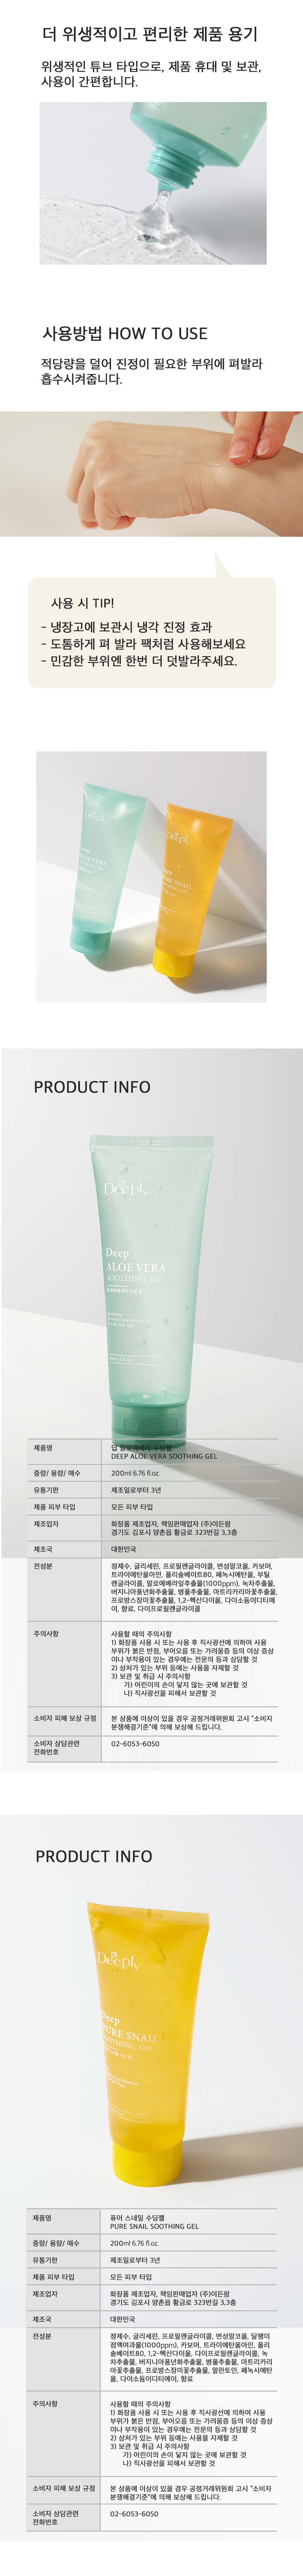 더 위생적이고 편리한 제품 용기
위생적인 튜브 타입으로, 제품 휴대 및 보관,
사용이 간편합니다.
사용방법 HOW TO USE
적당량을 덜어 진정이 필요한 부위에 펴발라
흡수시켜줍니다.
사용 시 TIP!
- 냉장고에 보관시 냉각 진정 효과
- 도톰하게 펴 발라 팩처럼 사용해보세요
- 민감한 부위엔 한번 더 덧발라주세요.
Deeply
Deep
ALOE VERA
SOOTHING GEL
Deeply
Deep
PURE SNAIL
SOOTHING GEL
PRODUCT INFO
Deeply
Deep
ALOE VERA
SOOTHING GEL
제품명
딥 알로에베라 수딩젤
DEEP ALOE VERA SOOTHING GEL
중량/ 용량/ 매수
200ml 6.76 fl.oz.
유통기한
제조일로부터 3년
제품 피부 타입
모든 피부 타입
제조업자
화장품 제조업자, 책임판매업자 (주)이든팜
경기도 김포시 양촌읍 황금로 323번길 3,3층
제조국
대한민국
전성분
정제수, 글리세린, 프로필렌글라이콜, 변성알코올, 카보머,
트라이에탄올아민, 폴리솔베이트80, 페녹시에탄올, 부틸
렌글라이콜, 알로에베라잎추출물(1000ppm), 녹차추출물,
버지니아풍년화추출물, 병풀추출물, 마트리카리아꽃추출물,
프로방스장미꽃추출물, 1,2-헥산다이올, 다이소듐이디티에
이, 향료, 다이프로필렌글라이콜
주의사항
사용할 때의 주의사항
1) 화장품 사용 시 또는 사용 후 직사광선에 의하여 사용
부위가 붉은 반점, 부어오름 또는 가려움증 등의 이상 증상
이나 부작용이 있는 경우에는 전문의 등과 상담할 것
2) 상처가 있는 부위 등에는 사용을 자제할 것
3) 보관 및 취급 시 주의사항
가) 어린이의 손이 닿지 않는 곳에 보관할 것
나) 직사광선을 피해서 보관할 것
소비자 피해 보상 규정
본 상품에 이상이 있을 경우 공정거래위원회 고시 "소비자
분쟁해결기준"에 의해 보상해 드립니다.
소비자 상담관련
전화번호
02-6053-6050
PRODUCT INFO
Deeply
Deep
PURE SNAIL
SOOTHING GEL
제품명
퓨어 스네일 수딩젤
PURE SNAIL SOOTHING GEL
중량/ 용량/ 매수
200ml 6.76 fl.oz.
유통기한
제조일로부터 3년
제품 피부 타입
모든 피부 타입
제조업자
화장품 제조업자, 책임판매업자 (주)이든팜
경기도 김포시 양촌읍 황금로 323번길 3,3층
제조국
대한민국
전성분
정제수, 글리세린, 프로필렌글라이콜, 변성알코올, 달팽이
점액여과물(1000ppm), 카보머, 트라이에탄올아민, 폴리
솔베이트80, 1,2-헥산다이올, 다이프로필렌글라이콜, 녹
차추출물, 버지니아풍년화추출물, 병풀추출물, 마트리카리
아꽃추출물, 프로방스장미꽃추출물, 알란토인, 페녹시에탄
올, 다이소듐이디티에이, 향료
주의사항
사용할 때의 주의사항
1) 화장품 사용 시 또는 사용 후 직사광선에 의하여 사용
부위가 붉은 반점, 부어오름 또는 가려움증 등의 이상 증상
이나 부작용이 있는 경우에는 전문의 등과 상담할 것
2) 상처가 있는 부위 등에는 사용을 자제할 것
3) 보관 및 취급 시 주의사항
가) 어린이의 손이 닿지 않는 곳에 보관할 것
나) 직사광선을 피해서 보관할 것
소비자 피해 보상 규정
본 상품에 이상이 있을 경우 공정거래위원회 고시 "소비자
분쟁해결기준"에 의해 보상해 드립니다.
소비자 상담관련
전화번호
02-6053-6050